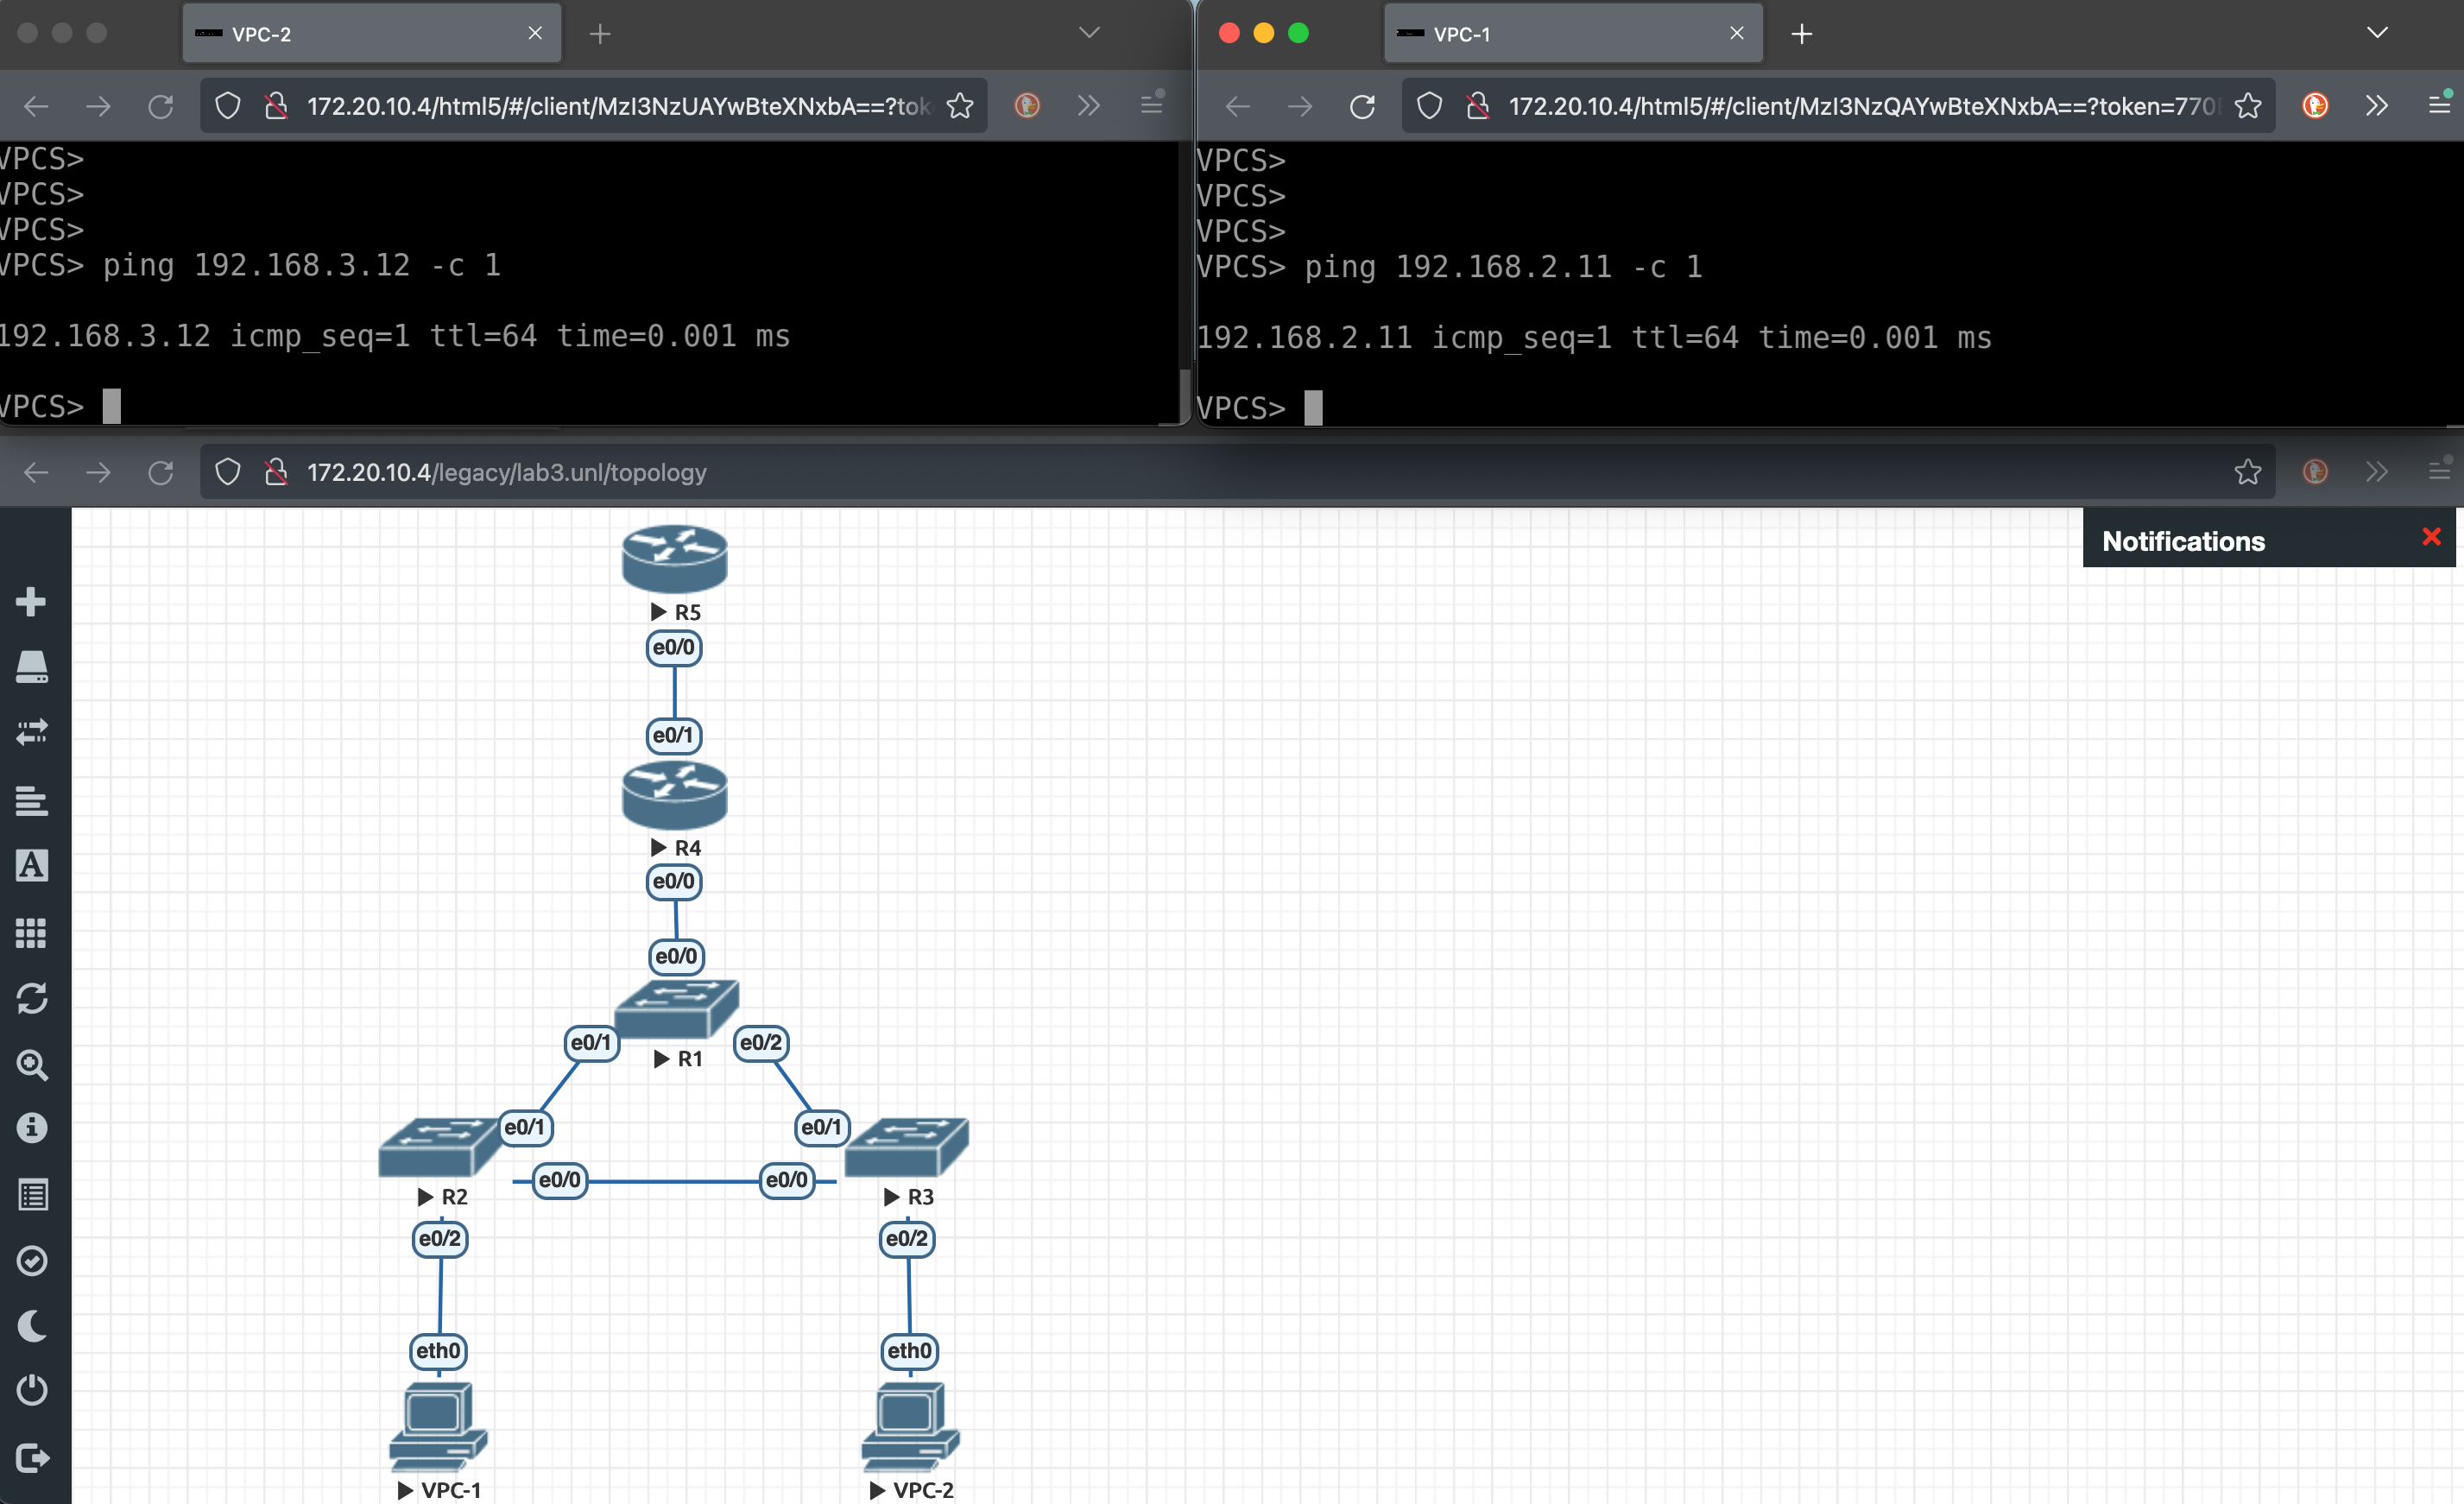 VPC-2
172.20.10.4/html5/#/client/MzI3NzUAYwBteXNxbA==?tok
VPCS>
VPCS>
VPCS>
VPCS> ping 192.168.3.12 -c 1
192.168.3.12 icmp_seq=1 ttl=64 time=0.001 ms
VPCS>
VPC-1
172.20.10.4/html5/#/client/MzI3NzQAYwBteXNxbA==?token=770
VPCS>
VPCS>
VPCS>
VPCS> ping 192.168.2.11 -c 1
192.168.2.11 icmp_seq=1 ttl=64 time=0.001 ms
VPCS>
172.20.10.4/legacy/lab3.unl/topology
Notifications
A
R5
e0/0
e0/1
R4
e0/0
e0/0
e0/1
e0/2
R1
e0/1
e0/1
e0/0
e0/0
R2
R3
e0/2
e0/2
eth0
eth0
VPC-1
VPC-2